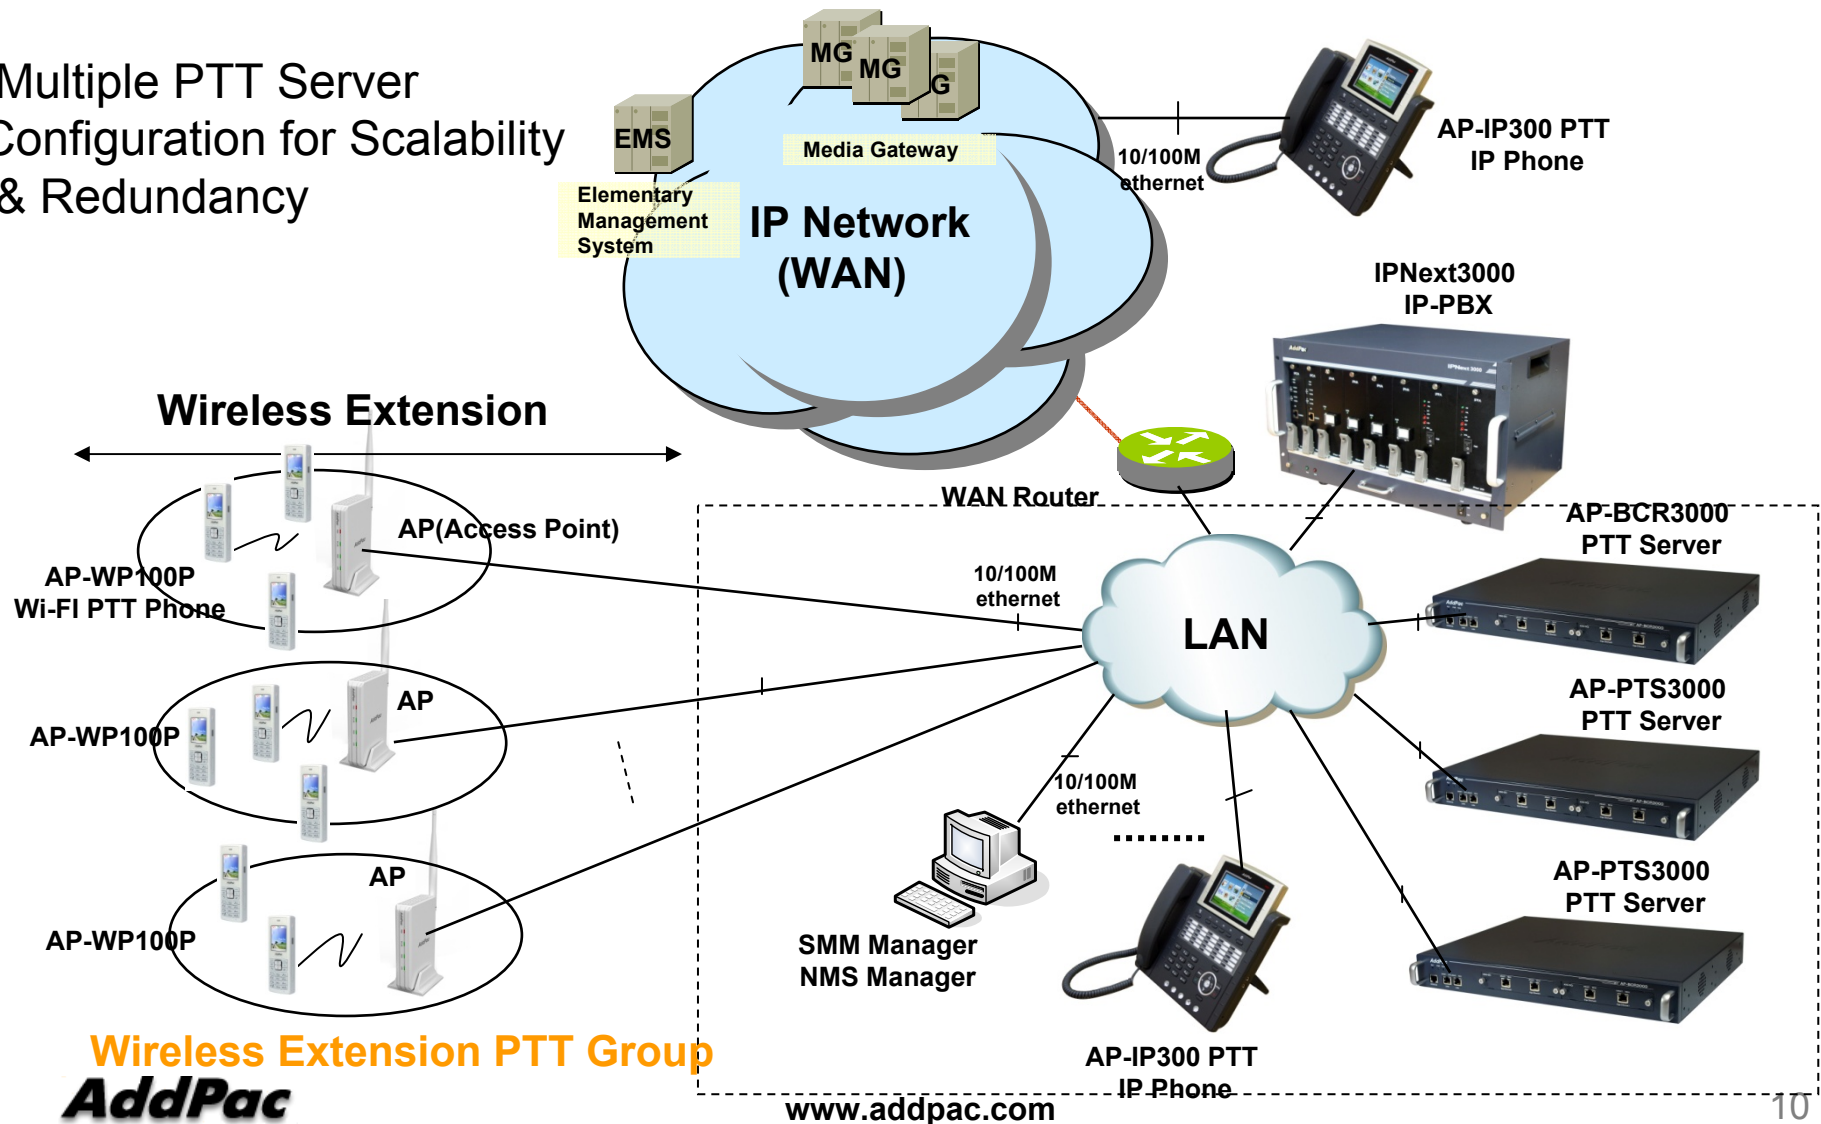 Multiple PTT Server
Configuration for Scalability
& Redundancy
MG
MG
G
EMS
Media Gateway
Elementary
Management
System
IP Network
(WAN)
10/100M
ethernet
AP-IP300 PTT
IP Phone
IPNext3000
IP-PBX
Wireless Extension
WAN Router
AP(Access Point)
AP-WP100P
Wi-FI PTT Phone
10/100M
ethernet
LAN
AP-BCR3000
PTT Server
AP
AP-WP100P
AP-PTS3000
PTT Server
10/100M
ethernet
AP
AP-WP100P
SMM Manager
NMS Manager
AP-PTS3000
PTT Server
AP-IP300 PTT
IP Phone
Wireless Extension PTT Group
AddPac
www.addpac.com
10